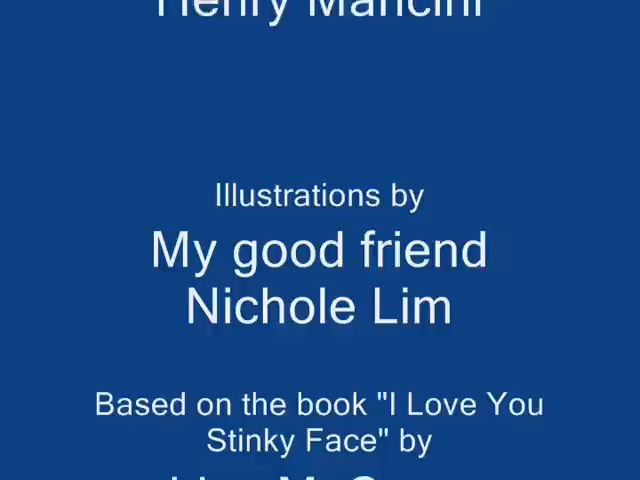 Henry Mancini
Illustrations by
My good friend
Nichole Lim
Based on the book "I Love You
Stinky Face" by